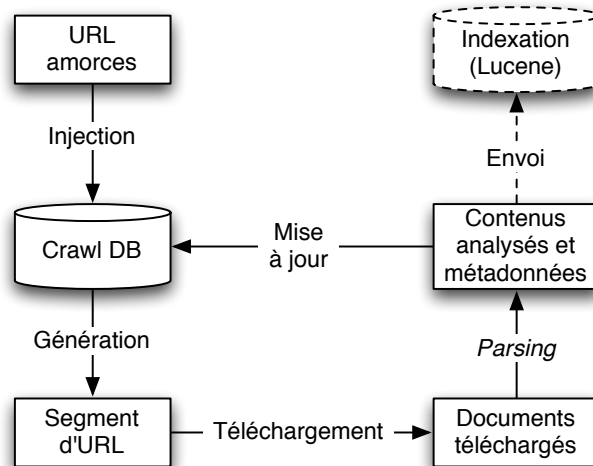 URL
amorces
Indexation
(Lucene)
Injection
Envoi
Crawl DB
Mise
à jour
Contenus
analysés et
métadonnées
Génération
Parsing
Segment
d'URL
Téléchargement
Documents
téléchargés